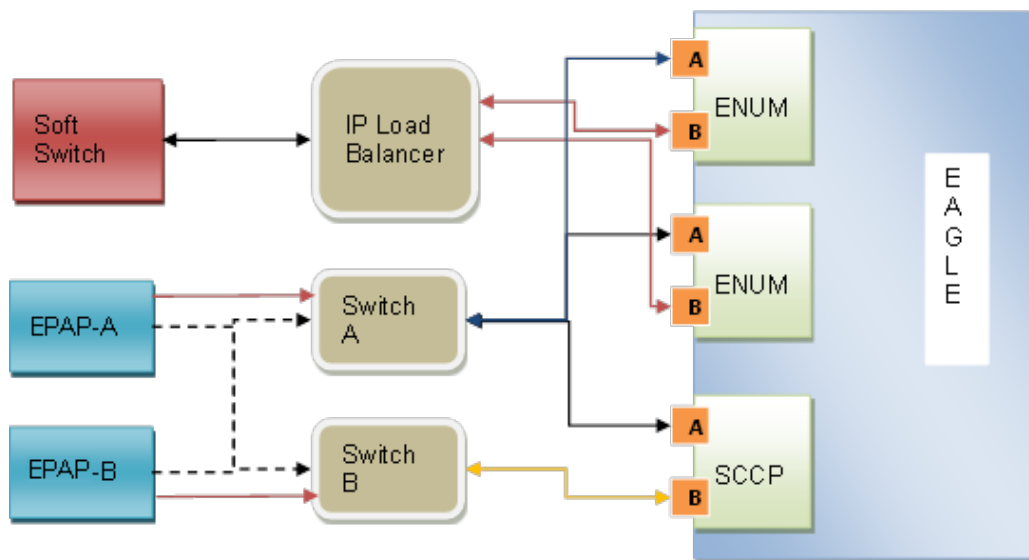 Soft
Switch
IP Load
Balancer
A
ENUM
B
E
A
G
L
E
A
ENUM
B
EPAP-A
Switch
A
EPAP-B
Switch
B
A
SCCP
B